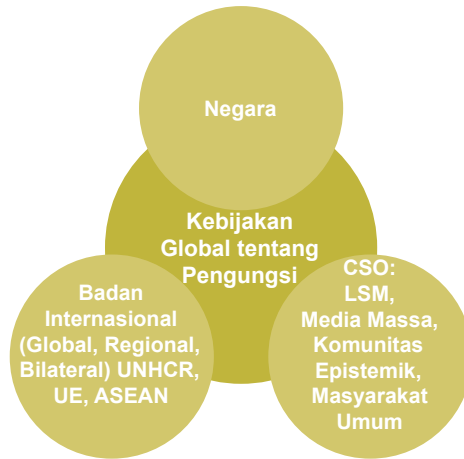 Negara
Kebijakan
Global tentang
Pengungsi
Badan
Internasional
(Global, Regional,
Bilateral) UNHCR,
UE, ASEAN
CSO:
LSM,
Media Massa,
Komunitas
Epistemik,
Masyarakat
Umum